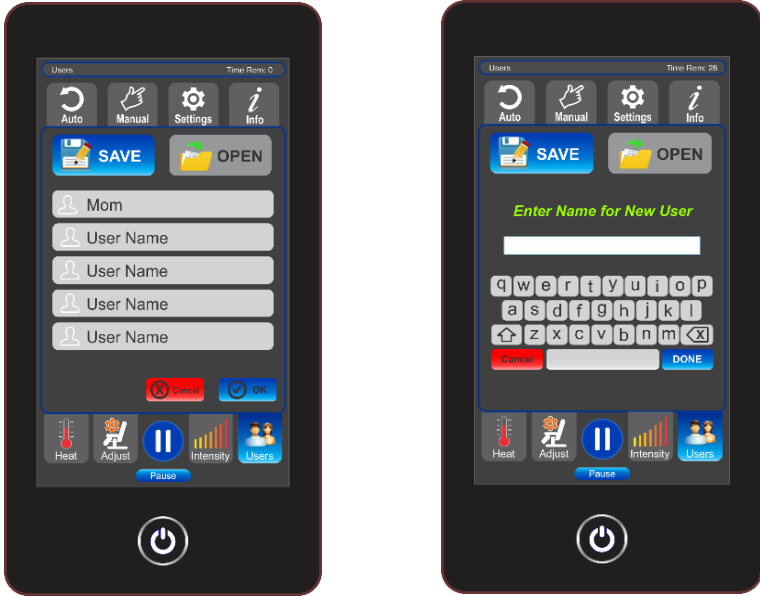 Users Time Rem: 0
Auto Manual Settings Info
SAVE OPEN
Mom
User Name
User Name
User Name
User Name
Cancel OK
Heat Adjust Intensity Users
Pause
Users Time Rem: 26
Auto Manual Settings Info
SAVE OPEN
Enter Name for New User
q w e r t y u i o p
a s d f g h j k l
z x c v b n m
Cancel DONE
Heat Adjust Intensity Users
Pause